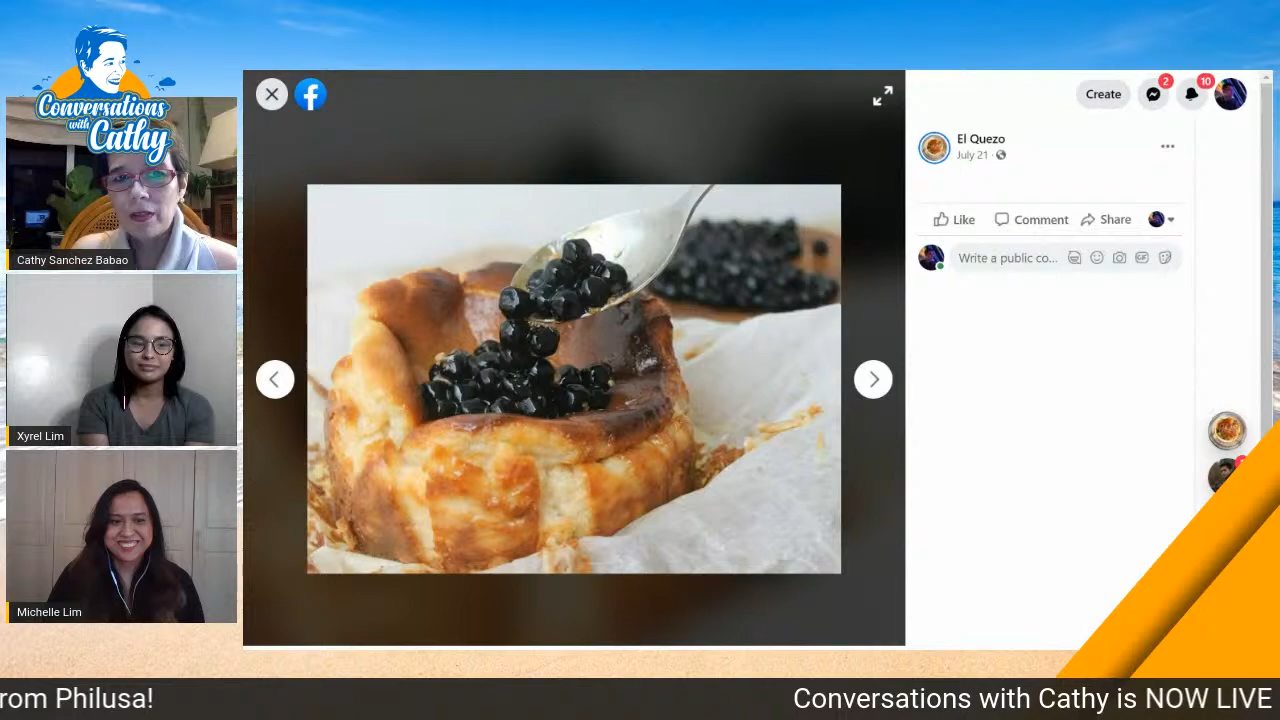 Conversations
with
Cathy
Cathy Sanchez Babao
Xyrel Lim
Michelle Lim
Create
2
10
El Quezo
July 21
Like
Comment
Share
Write a public co...
GIF
rom Philusa!
Conversations with Cathy is NOW LIVE